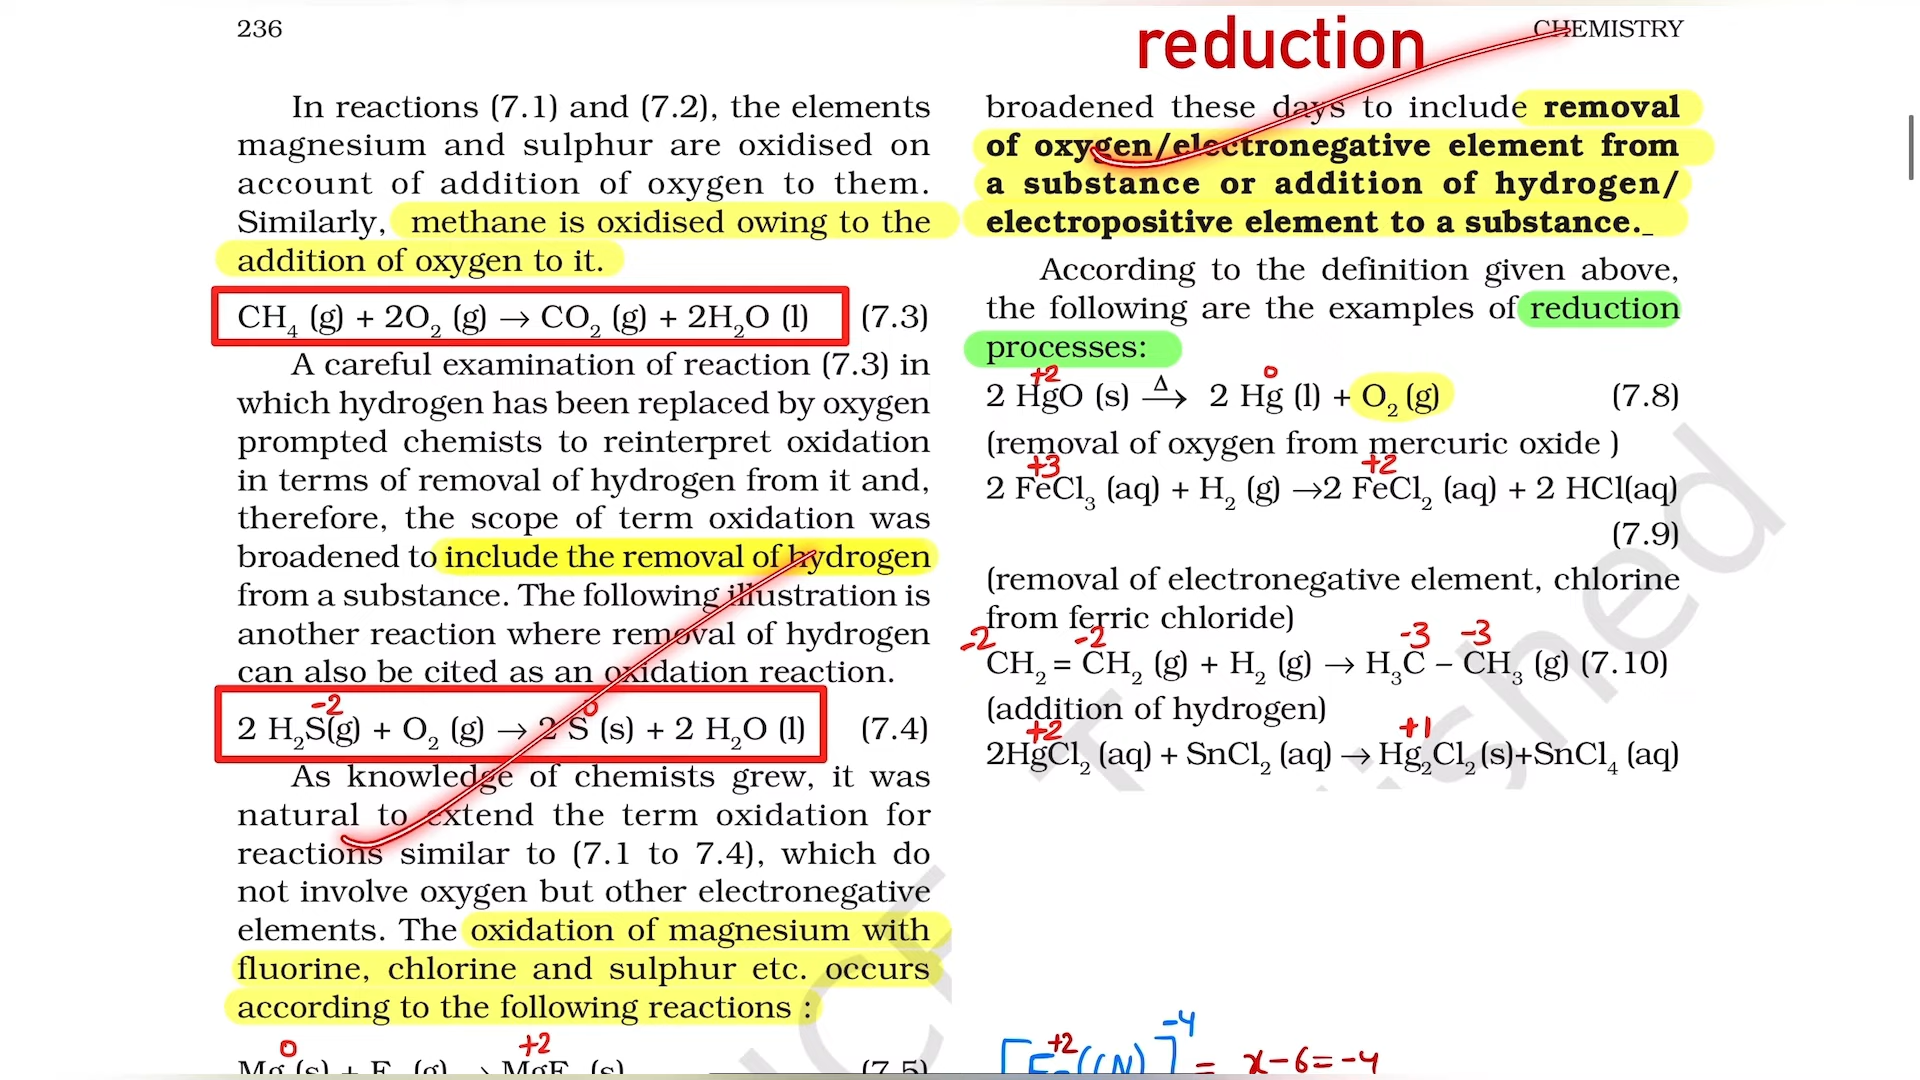 236
reduction
CHEMISTRY
In reactions (7.1) and (7.2), the elements
magnesium and sulphur are oxidised on
account of addition of oxygen to them.
Similarly, methane is oxidised owing to the
addition of oxygen to it.
CH₄ (g) + 2O₂ (g) → CO₂ (g) + 2H₂O (l) (7.3)
A careful examination of reaction (7.3) in
which hydrogen has been replaced by oxygen
prompted chemists to reinterpret oxidation
in terms of removal of hydrogen from it and,
therefore, the scope of term oxidation was
broadened to include the removal of hydrogen
from a substance. The following illustration is
another reaction where removal of hydrogen
can also be cited as an oxidation reaction.
-2 0
2 H₂S(g) + O₂ (g) → 2 S (s) + 2 H₂O (l) (7.4)
As knowledge of chemists grew, it was
natural to extend the term oxidation for
reactions similar to (7.1 to 7.4), which do
not involve oxygen but other electronegative
elements. The oxidation of magnesium with
fluorine, chlorine and sulphur etc. occurs
according to the following reactions :
0 +2
Mg (s) + F₂ (g) → MgF₂ (s) (7.5)
broadened these days to include removal
of oxygen/electronegative element from
a substance or addition of hydrogen/
electropositive element to a substance.
According to the definition given above,
the following are the examples of reduction
processes:
+2 0
2 HgO (s) Δ→ 2 Hg (l) + O₂ (g) (7.8)
(removal of oxygen from mercuric oxide )
+3 +2
2 FeCl₃ (aq) + H₂ (g) →2 FeCl₂ (aq) + 2 HCl(aq)
(7.9)
(removal of electronegative element, chlorine
from ferric chloride)
-2 -2 -3 -3
CH₂ = CH₂ (g) + H₂ (g) → H₃C – CH₃ (g) (7.10)
(addition of hydrogen)
+2 +1
2HgCl₂ (aq) + SnCl₂ (aq) → Hg₂Cl₂ (s)+SnCl₄ (aq)
-4
+2
[Fe(CN) ] = x-6=-4